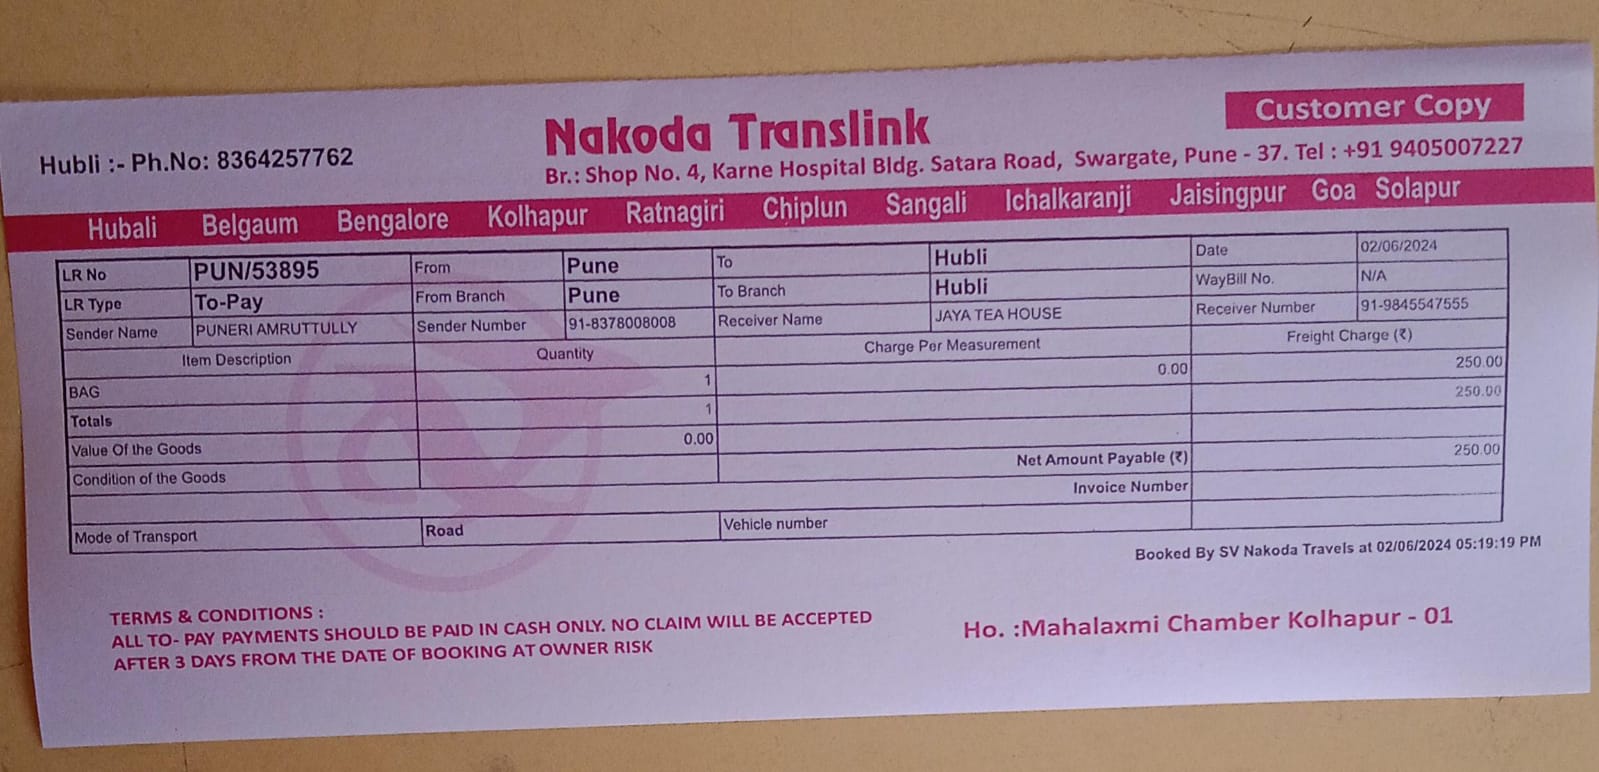 Customer Copy
Nakoda Translink
Hubli :- Ph.No: 8364257762
Br.: Shop No. 4, Karne Hospital Bldg. Satara Road, Swargate, Pune - 37. Tel : +91 9405007227
Hubali Belgaum Bengalore Kolhapur Ratnagiri Chiplun Sangali Ichalkaranji Jaisingpur Goa Solapur
LR No PUN/53895 From Pune To Hubli Date 02/06/2024
LR Type To-Pay From Branch Pune To Branch Hubli WayBill No. N/A
Sender Name PUNERI AMRUTTULLY Sender Number 91-8378008008 Receiver Name JAYA TEA HOUSE Receiver Number 91-9845547555
Item Description Quantity Charge Per Measurement Freight Charge (₹)
BAG 1 0.00 250.00
Totals 1 250.00
Value Of the Goods 0.00
Condition of the Goods Net Amount Payable (₹) 250.00
Invoice Number
Mode of Transport Road Vehicle number
Booked By SV Nakoda Travels at 02/06/2024 05:19:19 PM
TERMS & CONDITIONS :
ALL TO- PAY PAYMENTS SHOULD BE PAID IN CASH ONLY. NO CLAIM WILL BE ACCEPTED
AFTER 3 DAYS FROM THE DATE OF BOOKING AT OWNER RISK
Ho. :Mahalaxmi Chamber Kolhapur - 01